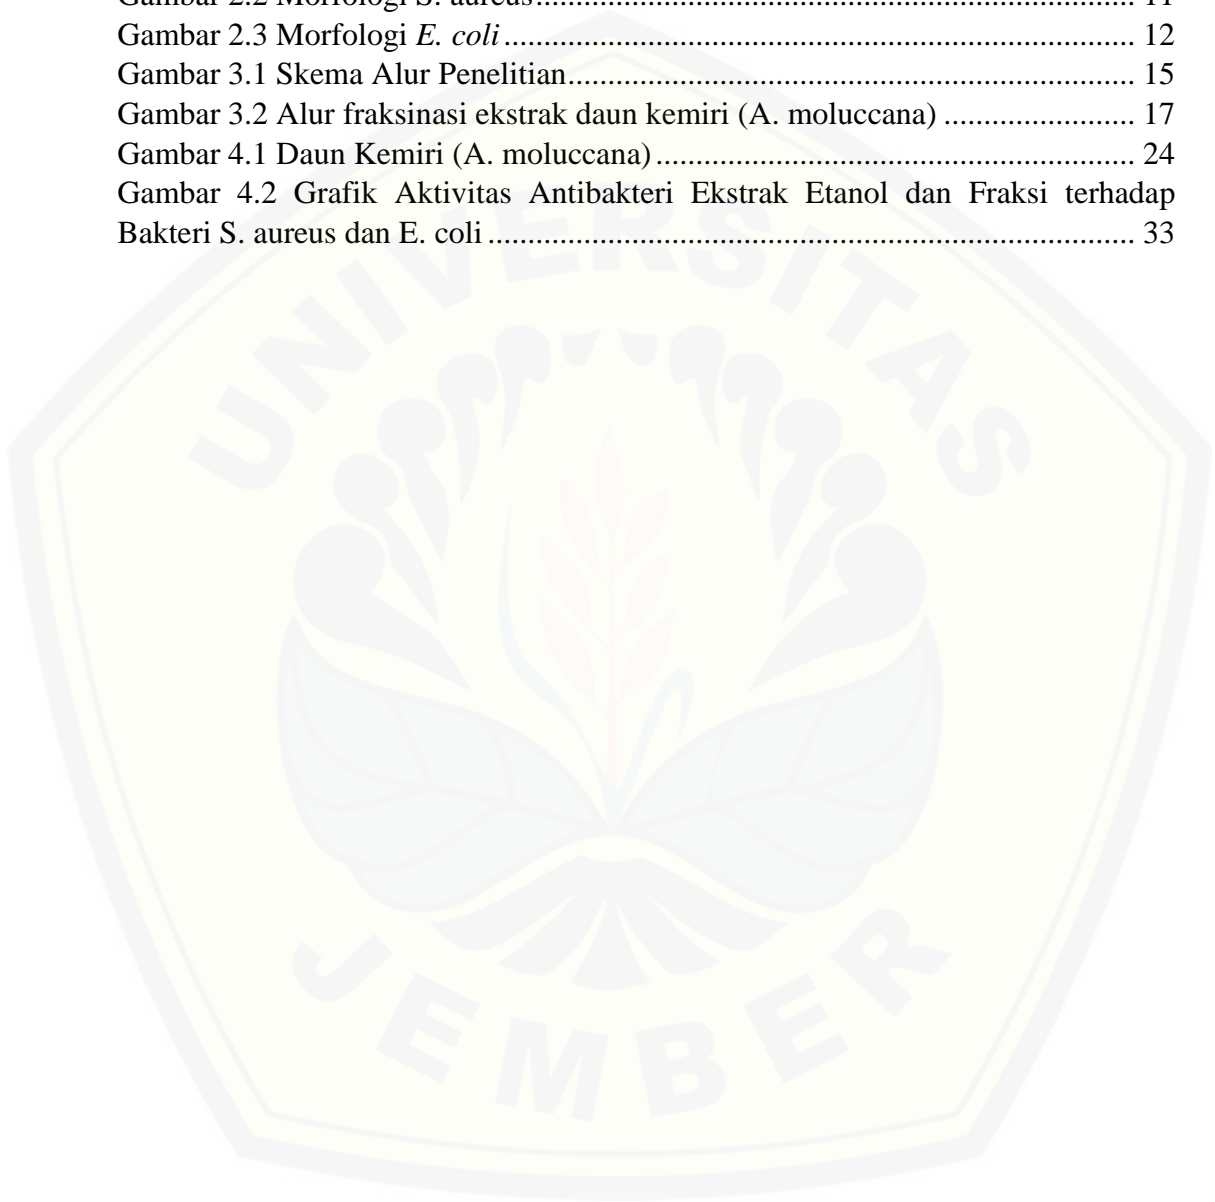 Gambar 2.2 Morfologi S. aureus........................................................................ 11
Gambar 2.3 Morfologi E. coli........................................................................ 12
Gambar 3.1 Skema Alur Penelitian........................................................................ 15
Gambar 3.2 Alur fraksinasi ekstrak daun kemiri (A. moluccana)........................ 17
Gambar 4.1 Daun Kemiri (A. moluccana)............................................................ 24
Gambar 4.2 Grafik Aktivitas Antibakteri Ekstrak Etanol dan Fraksi terhadap
Bakteri S. aureus dan E. coli........................................................................ 33
UNIVERSITAS
JEMBER